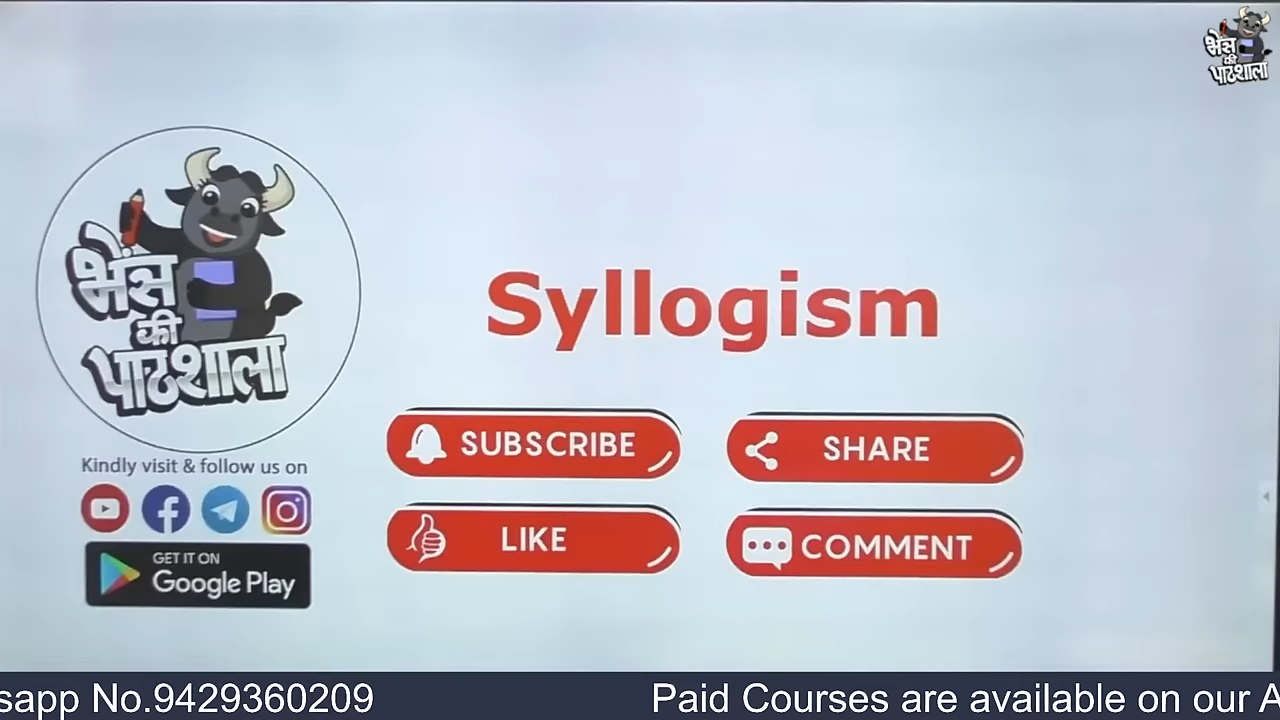 भैंस
की
पाठशाला
भैंस
की
पाठशाला
Syllogism
SUBSCRIBE
SHARE
LIKE
COMMENT
Kindly visit & follow us on
GET IT ON
Google Play
sapp No.9429360209
Paid Courses are available on our A